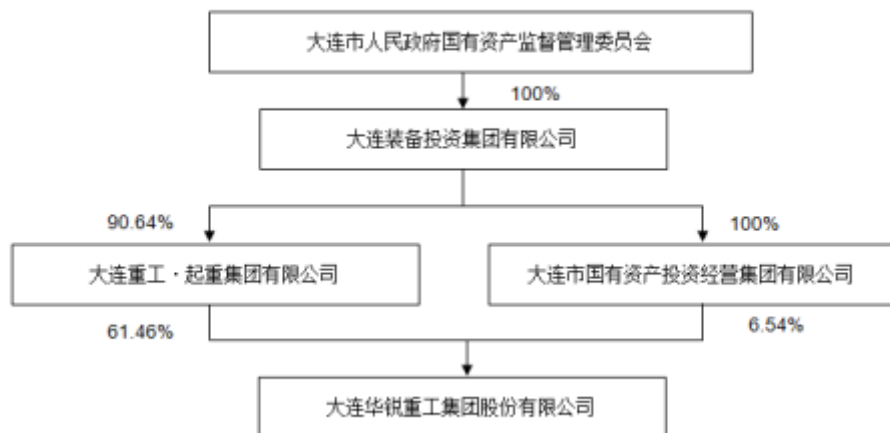 大连市人民政府国有资产监督管理委员会
100%
大连装备投资集团有限公司
90.64%
100%
大连重工·起重集团有限公司
大连市国有资产投资经营集团有限公司
61.46%
6.54%
大连华锐重工集团股份有限公司